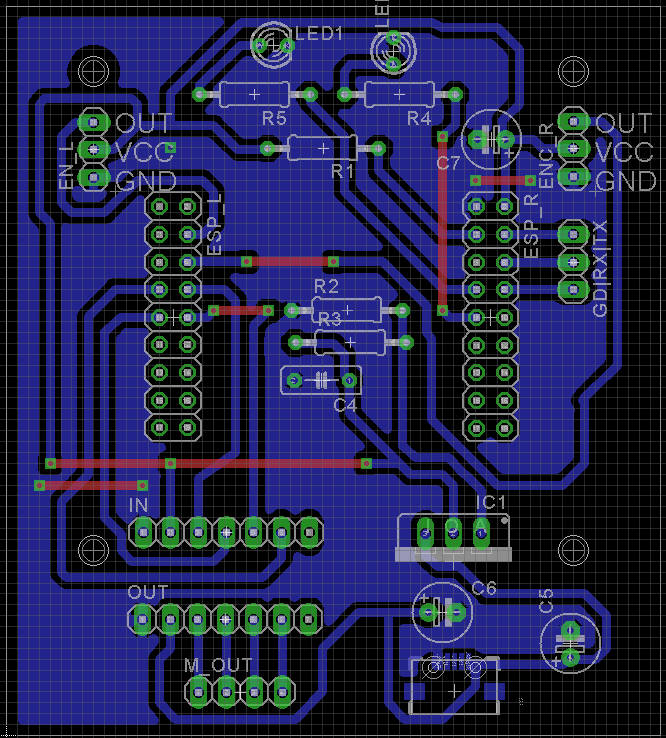 LED1
LED
R5
R4
OUT
VCC
GND
EN_L
R1
C7
ENC_R
OUT
VCC
GND
ESP_L
ESP_R
GDIRXITX
R2
R3
C4
IN
IC1
I O A
OUT
C6
C5
M_OUT